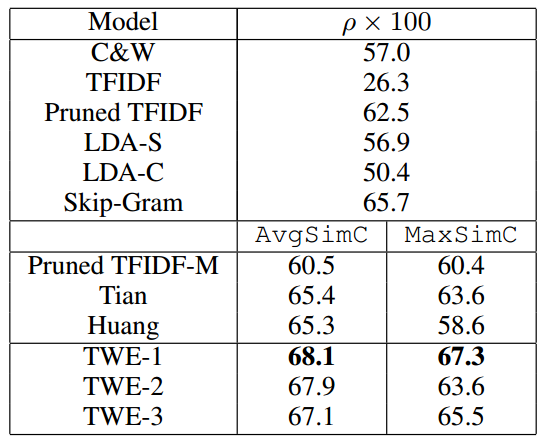 Model ρ × 100
C&W 57.0
TFIDF 26.3
Pruned TFIDF 62.5
LDA-S 56.9
LDA-C 50.4
Skip-Gram 65.7
AvgSimC MaxSimC
Pruned TFIDF-M 60.5 60.4
Tian 65.4 63.6
Huang 65.3 58.6
TWE-1 68.1 67.3
TWE-2 67.9 63.6
TWE-3 67.1 65.5